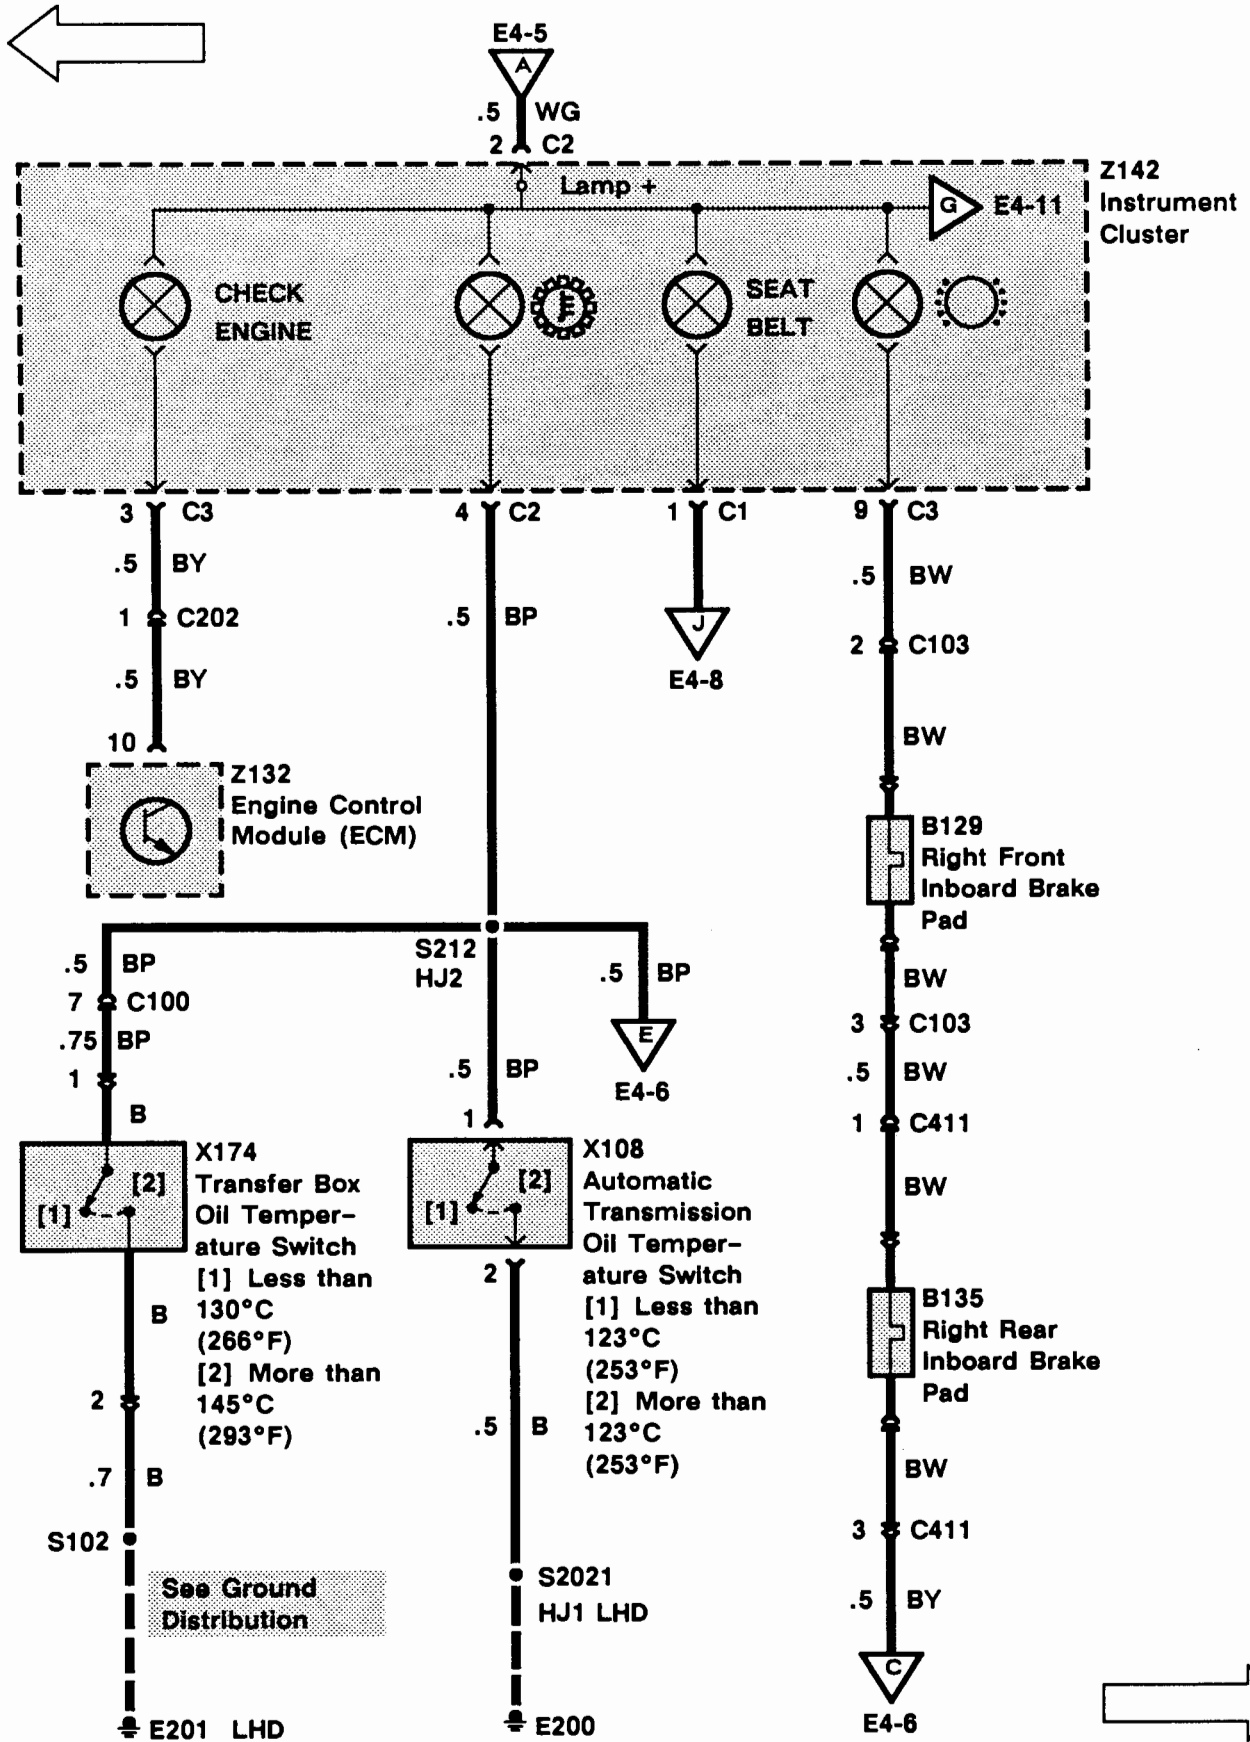 E4-5
A
.5 WG
2 C2
Z142
Instrument
Cluster
Lamp +
G E4-11
CHECK
ENGINE
SEAT
BELT
3 C3
4 C2
1 C1
9 C3
.5 BY
.5 BW
1 C202
.5 BP
J
2 C103
.5 BY
E4-8
10
BW
Z132
Engine Control
Module (ECM)
B129
Right Front
Inboard Brake
Pad
S212
HJ2
.5 BP
.5 BP
BW
7 C100
3 C103
.75 BP
E
1
.5 BP
E4-6
.5 BW
B
1
1 C411
X174
Transfer Box
Oil Temper-
ature Switch
[1] Less than
130°C
(266°F)
[2] More than
145°C
(293°F)
[2]
[1]
X108
Automatic
Transmission
Oil Temper-
ature Switch
[1] Less than
123°C
(253°F)
[2] More than
123°C
(253°F)
[2]
[1]
BW
2
B
B135
Right Rear
Inboard Brake
Pad
2
.5 B
BW
.7 B
S102
3 C411
See Ground
Distribution
S2021
HJ1 LHD
.5 BY
C
E201 LHD
E200
E4-6